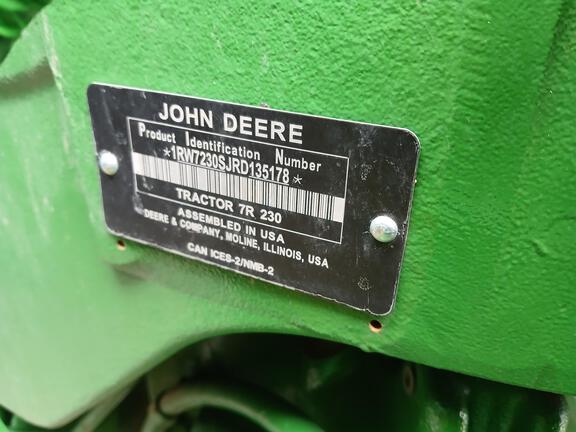 JOHN DEERE
Product Identification Number
*1RW7230SJRD135178*
TRACTOR 7R 230
ASSEMBLED IN USA
DEERE & COMPANY, MOLINE, ILLINOIS, USA
CAN ICES-2/NMB-2